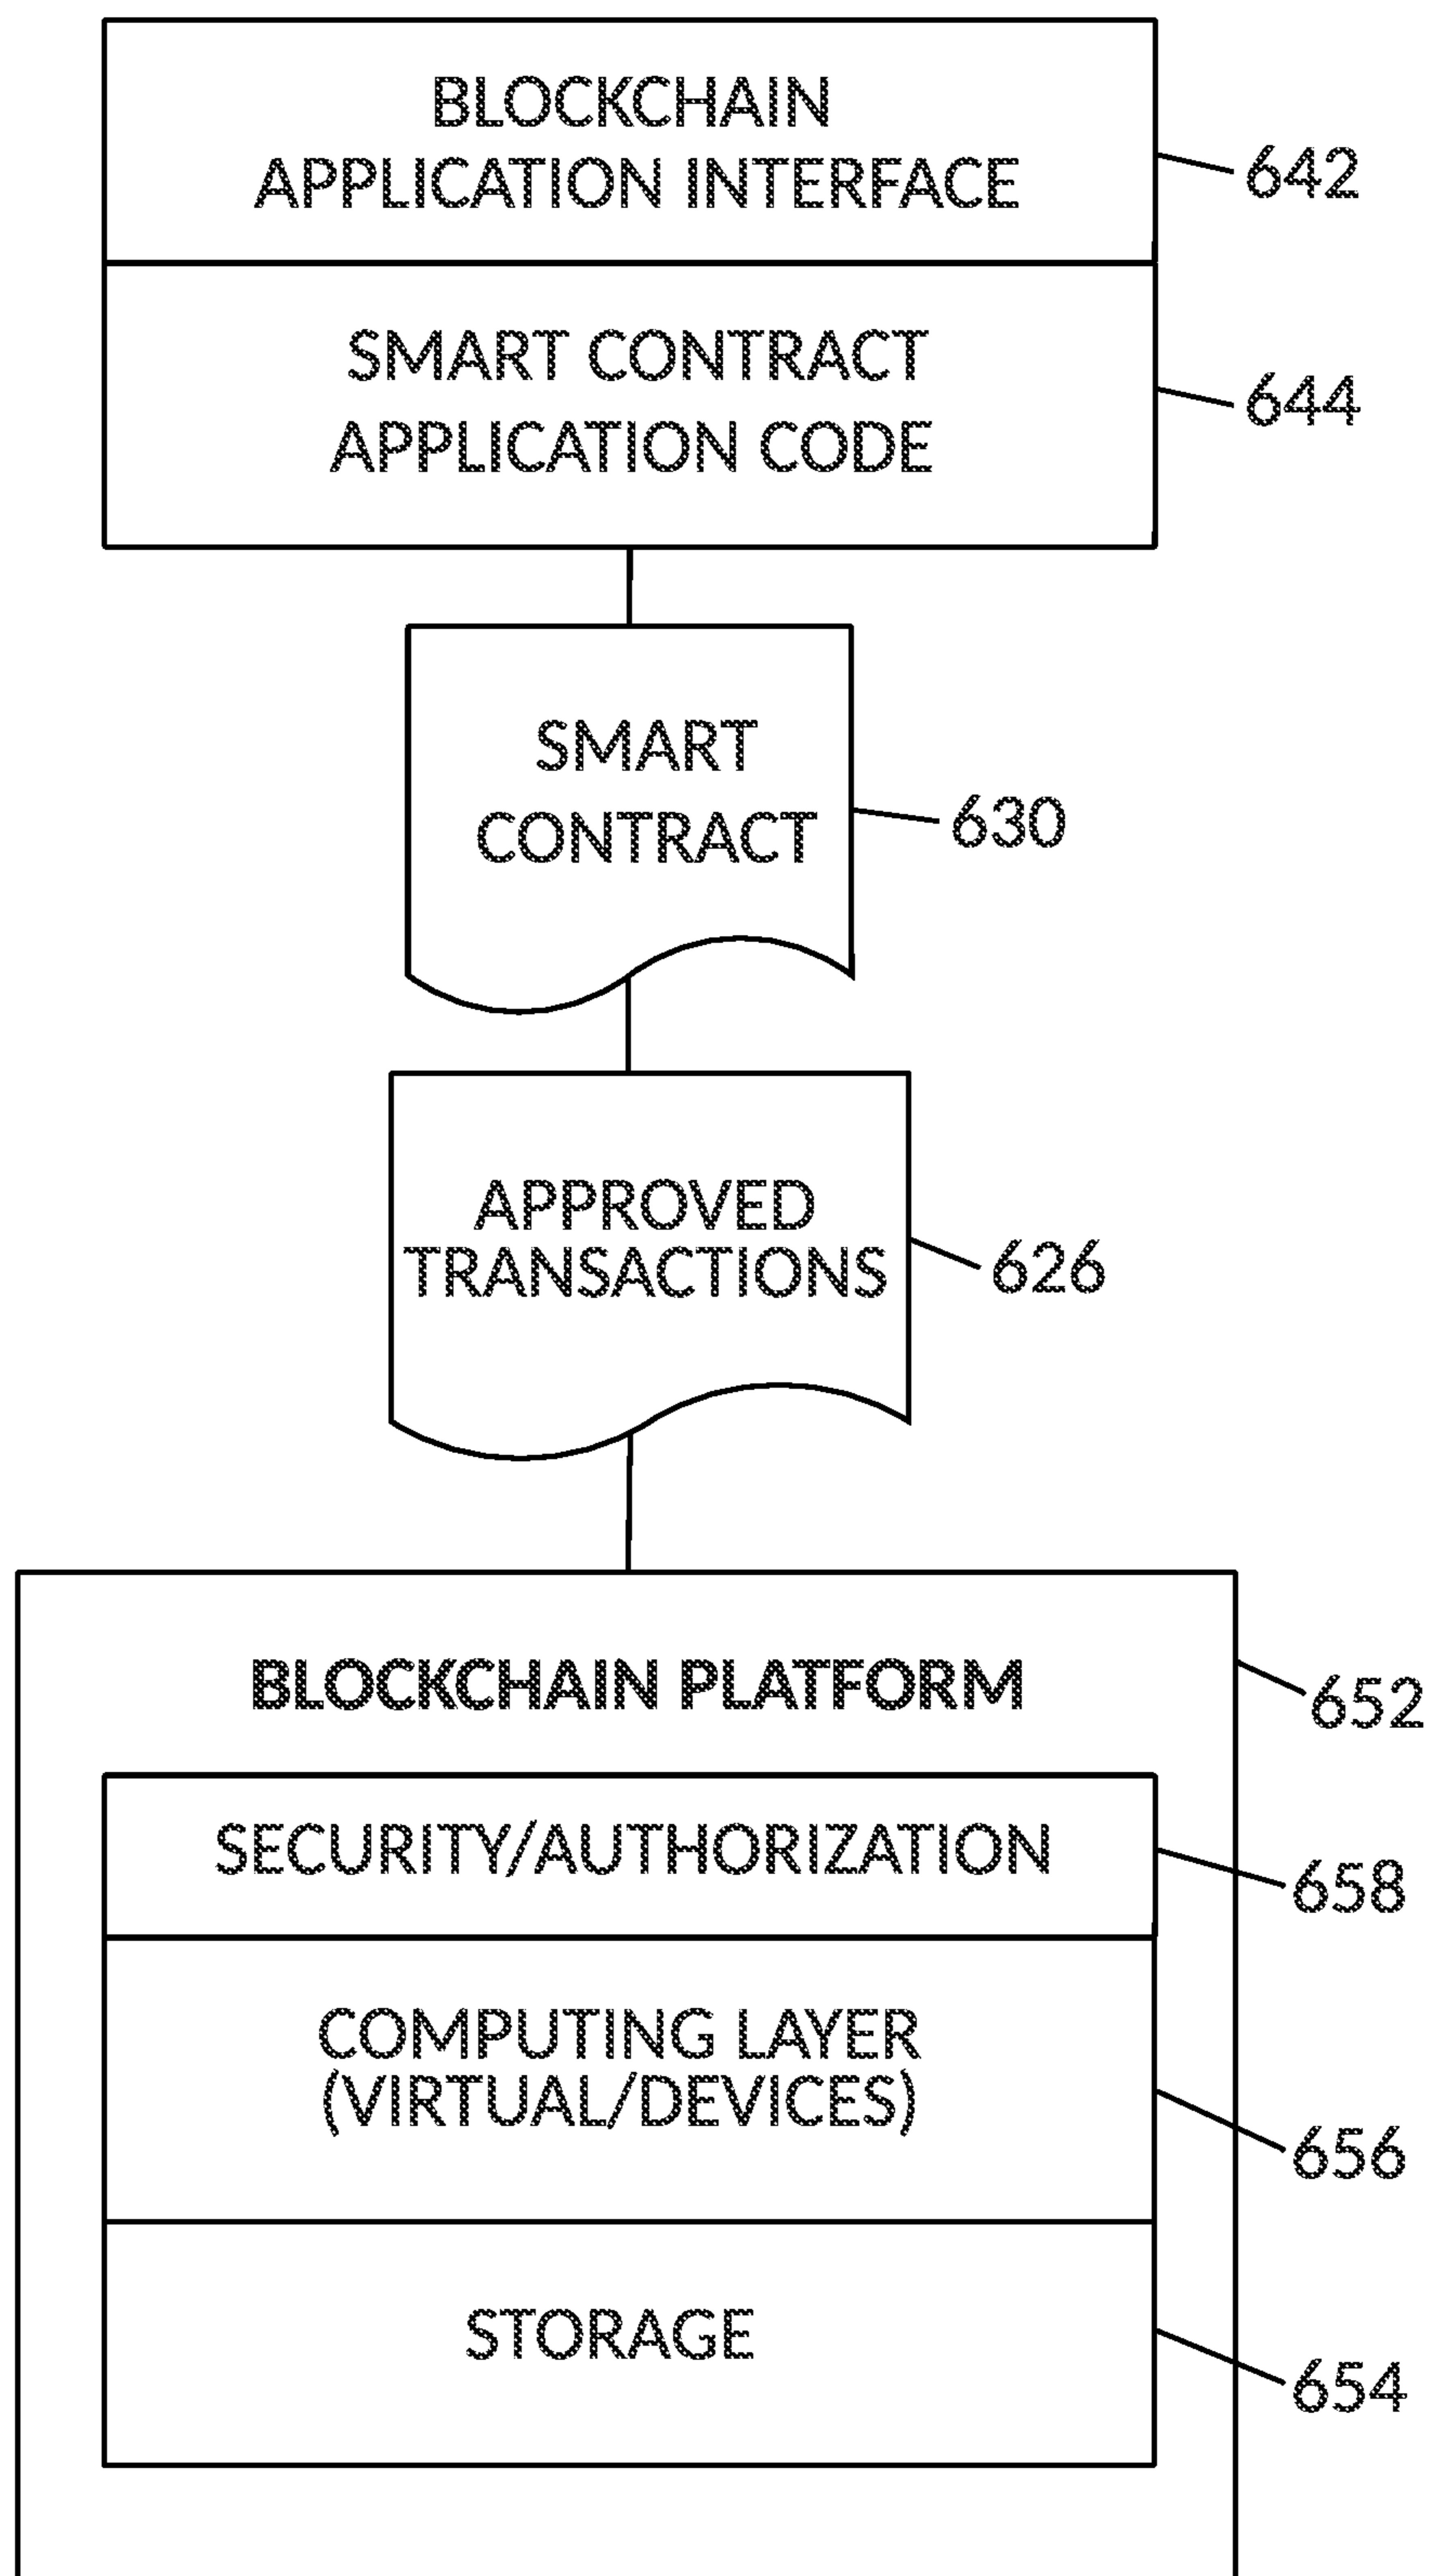 BLOCKCHAIN
APPLICATION INTERFACE
642
SMART CONTRACT
APPLICATION CODE
644
SMART
CONTRACT
630
APPROVED
TRANSACTIONS
626
BLOCKCHAIN PLATFORM
652
SECURITY/AUTHORIZATION
658
COMPUTING LAYER
(VIRTUAL/DEVICES)
656
STORAGE
654